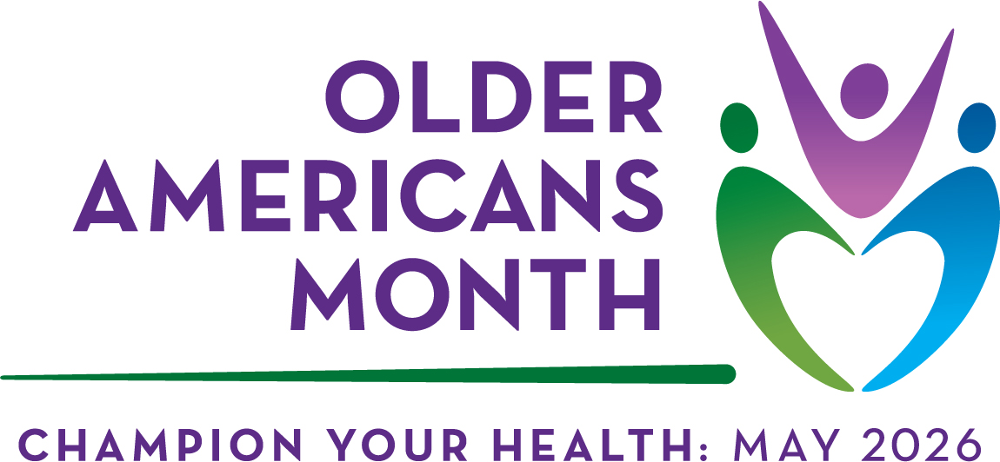 OLDER
AMERICANS
MONTH
CHAMPION YOUR HEALTH: MAY 2026